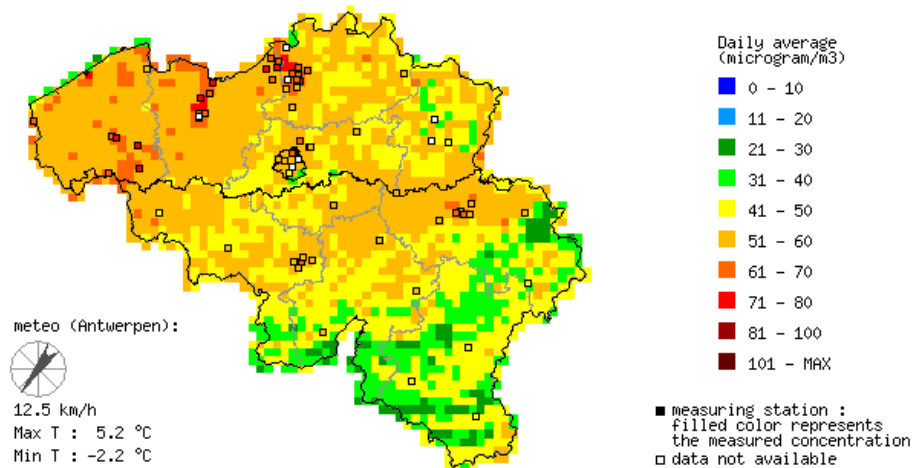 Daily average
(microgram/m3)
0 - 10
11 - 20
21 - 30
31 - 40
41 - 50
51 - 60
61 - 70
71 - 80
81 - 100
101 - MAX
meteo (Antwerpen):
12.5 km/h
Max T : 5.2 °C
Min T : -2.2 °C
measuring station :
filled color represents
the measured concentration
data not available